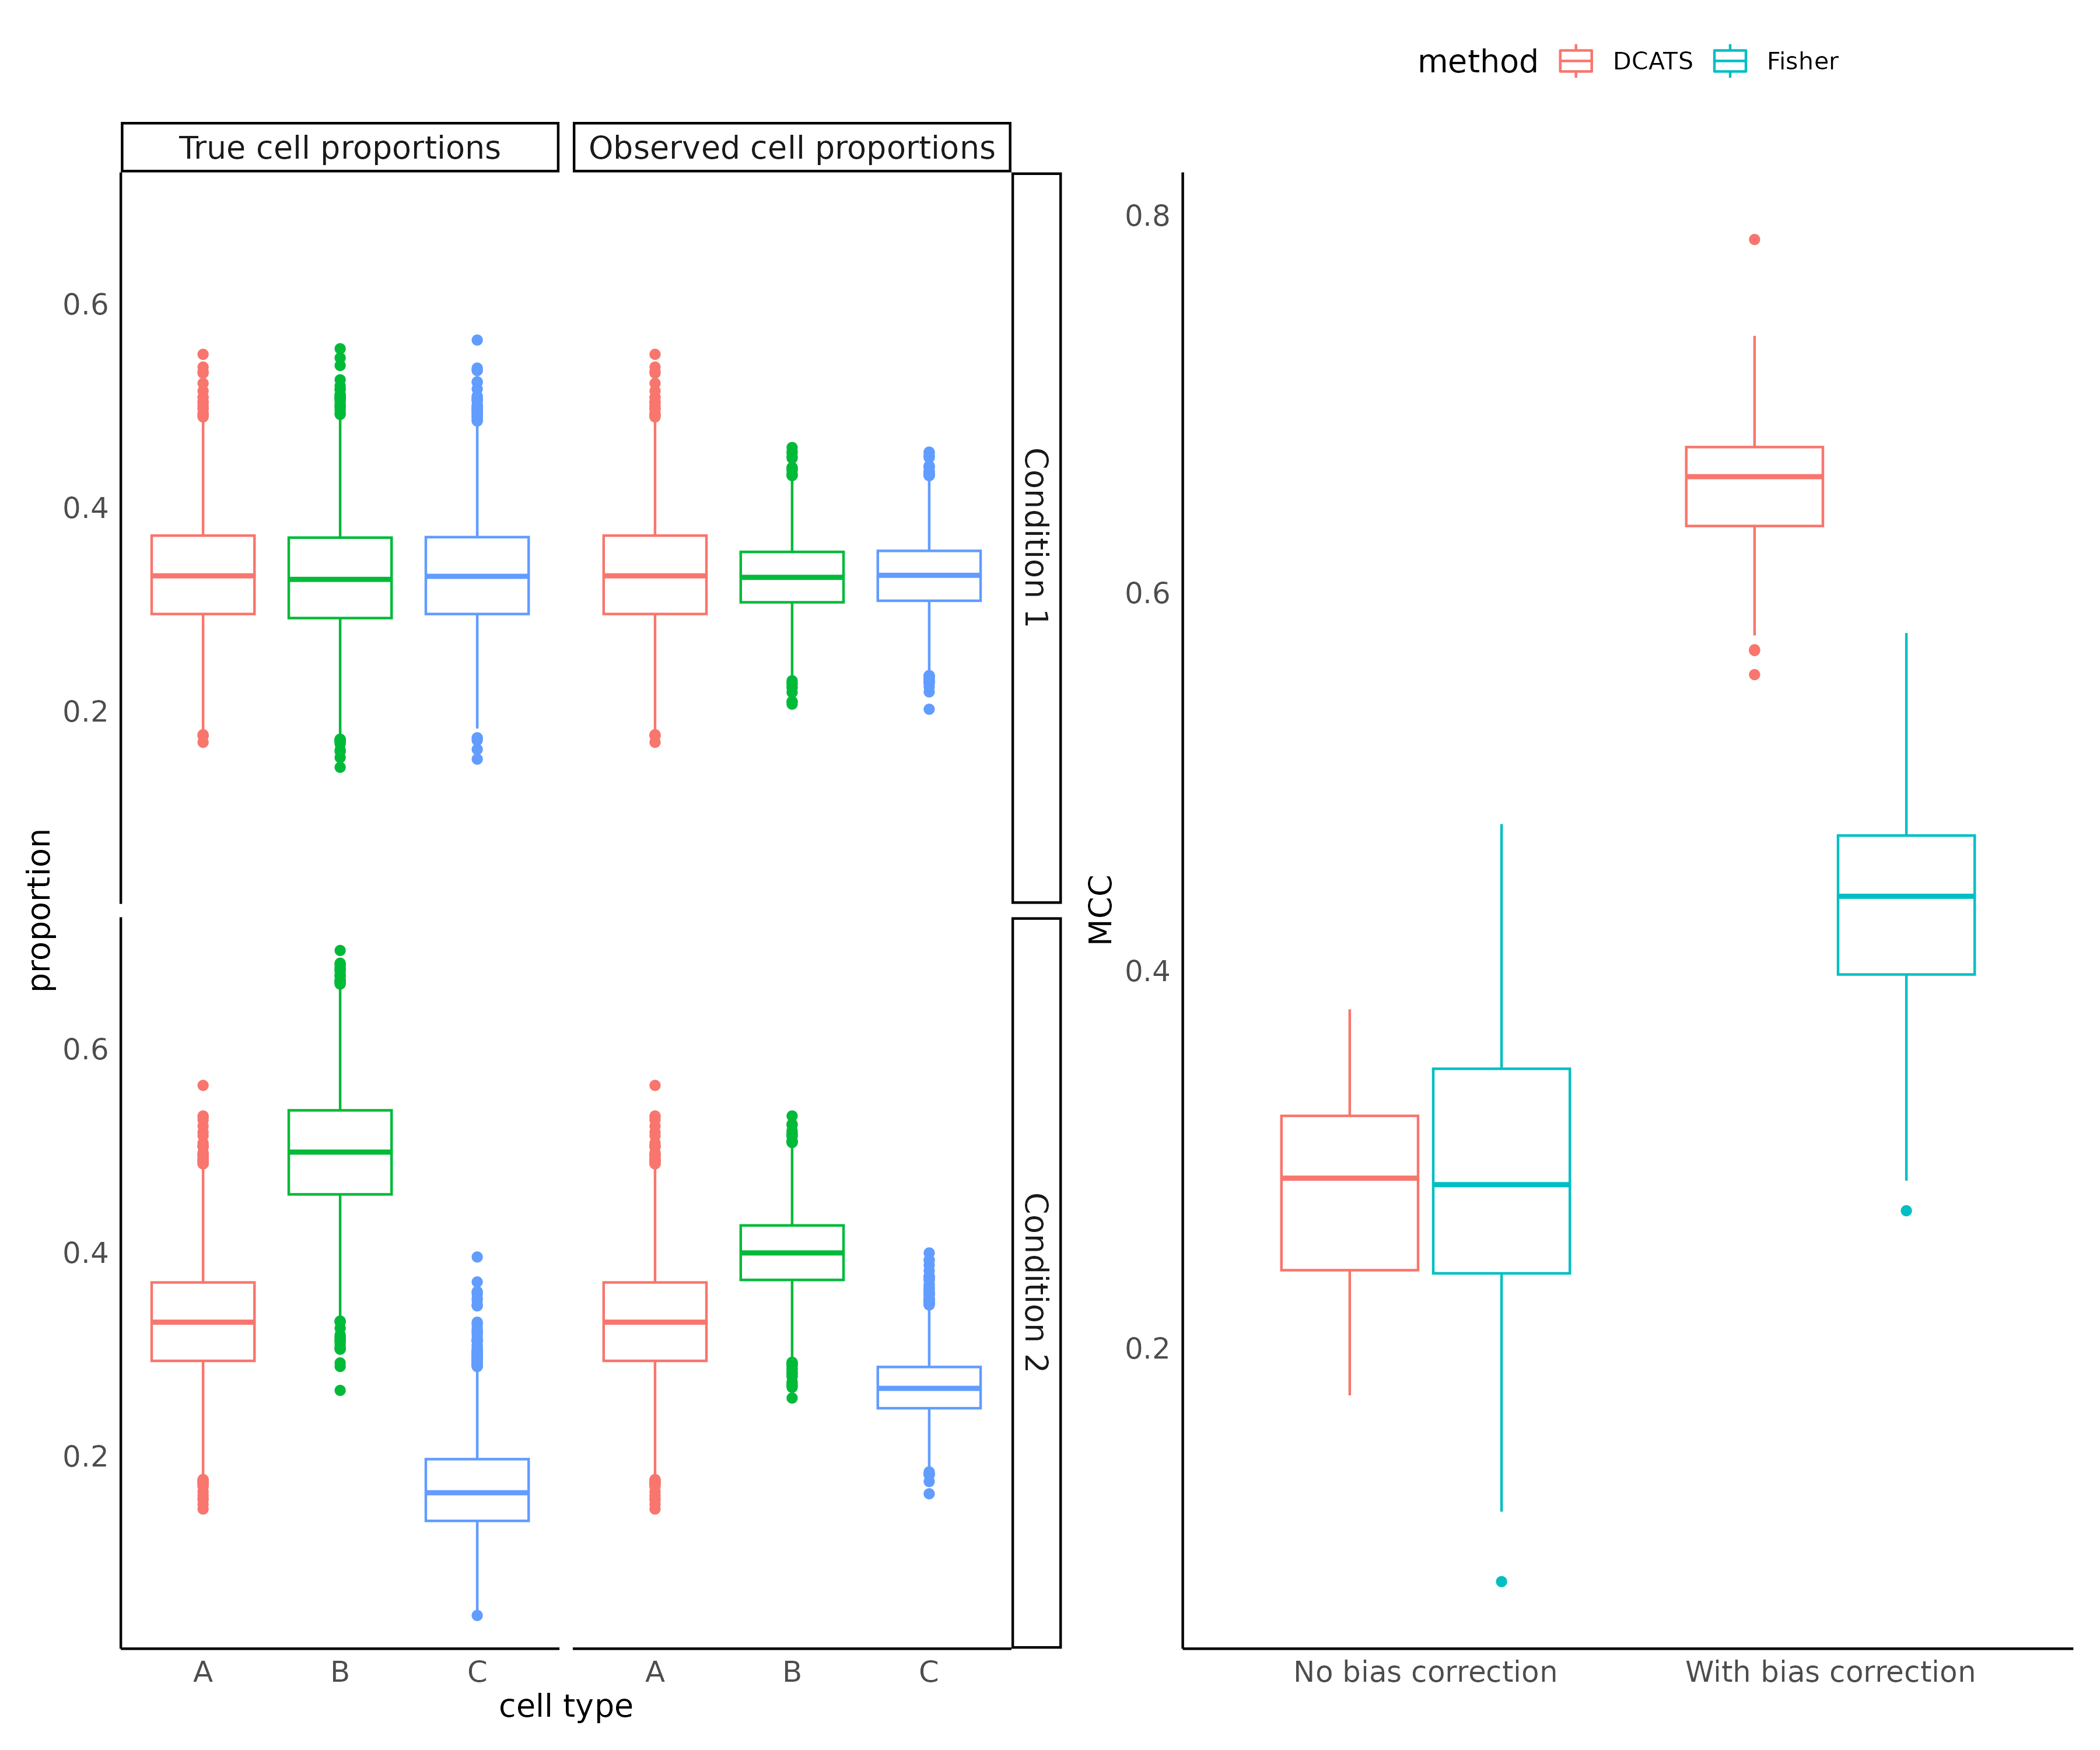 method DCATS Fisher
True cell proportions Observed cell proportions
proportion
0.6
0.4
0.2
Condition 1
0.6
0.4
0.2
Condition 2
A B C A B C
cell type
MCC
0.8
0.6
0.4
0.2
No bias correction With bias correction